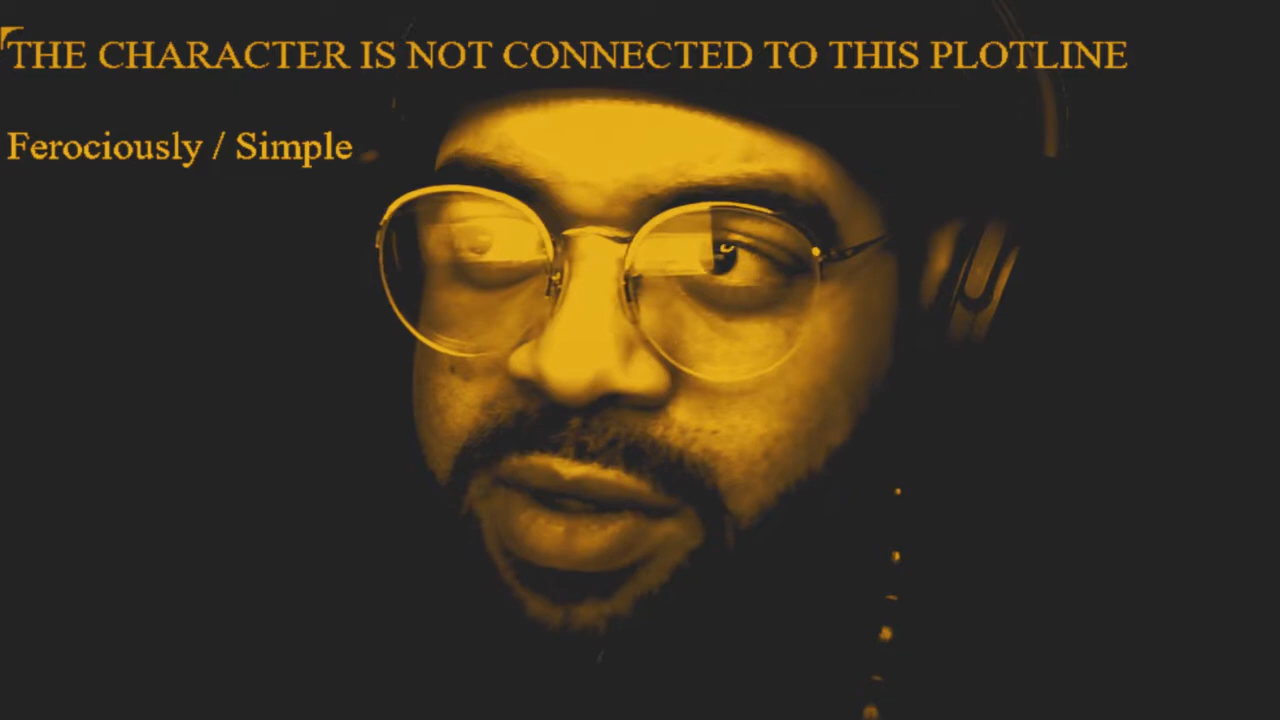 THE CHARACTER IS NOT CONNECTED TO THIS PLOTLINE
Ferociously / Simple